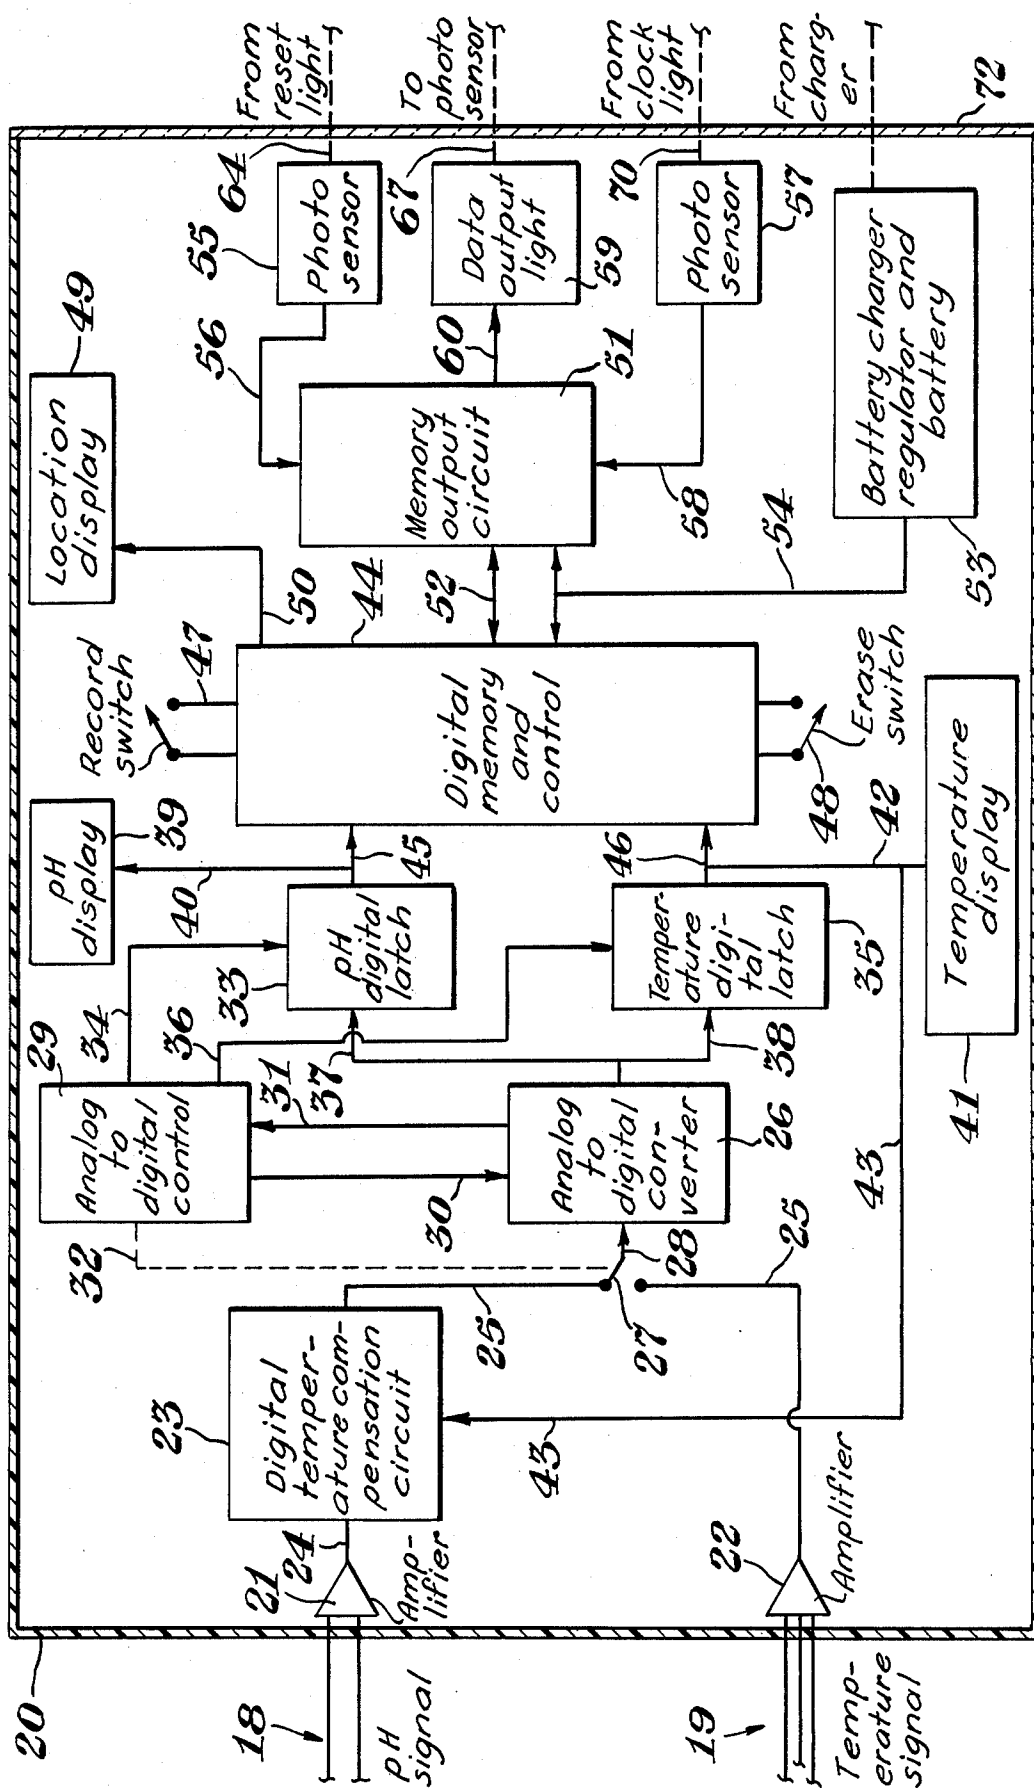 20
18
pH
signal
19
Temp-
erature
signal
21
24
Amp-
lifier
22
Amplifier
23
Digital
temper-
ature com-
pensation
circuit
43
25
27
28
25
32
29
Analog
to
digital
control
30
31
Analog
to
digital
con-
verter
26
34
36
37
38
33
pH
digital
latch
Temper-
ature
digi-
tal
latch
35
43
40
pH
display
39
45
46
42
41
Temperature
display
Record
switch
47
Digital
memory
and
control
44
48
Erase
switch
50
Location
display
49
52
54
Memory
output
circuit
51
56
58
60
55
Photo
sensor
64
From
reset
light
Data
output
light
59
67
To
photo
sensor
Photo
sensor
57
70
From
clock
light
Battery charger
regulator and
battery
53
From
charg-
er
72